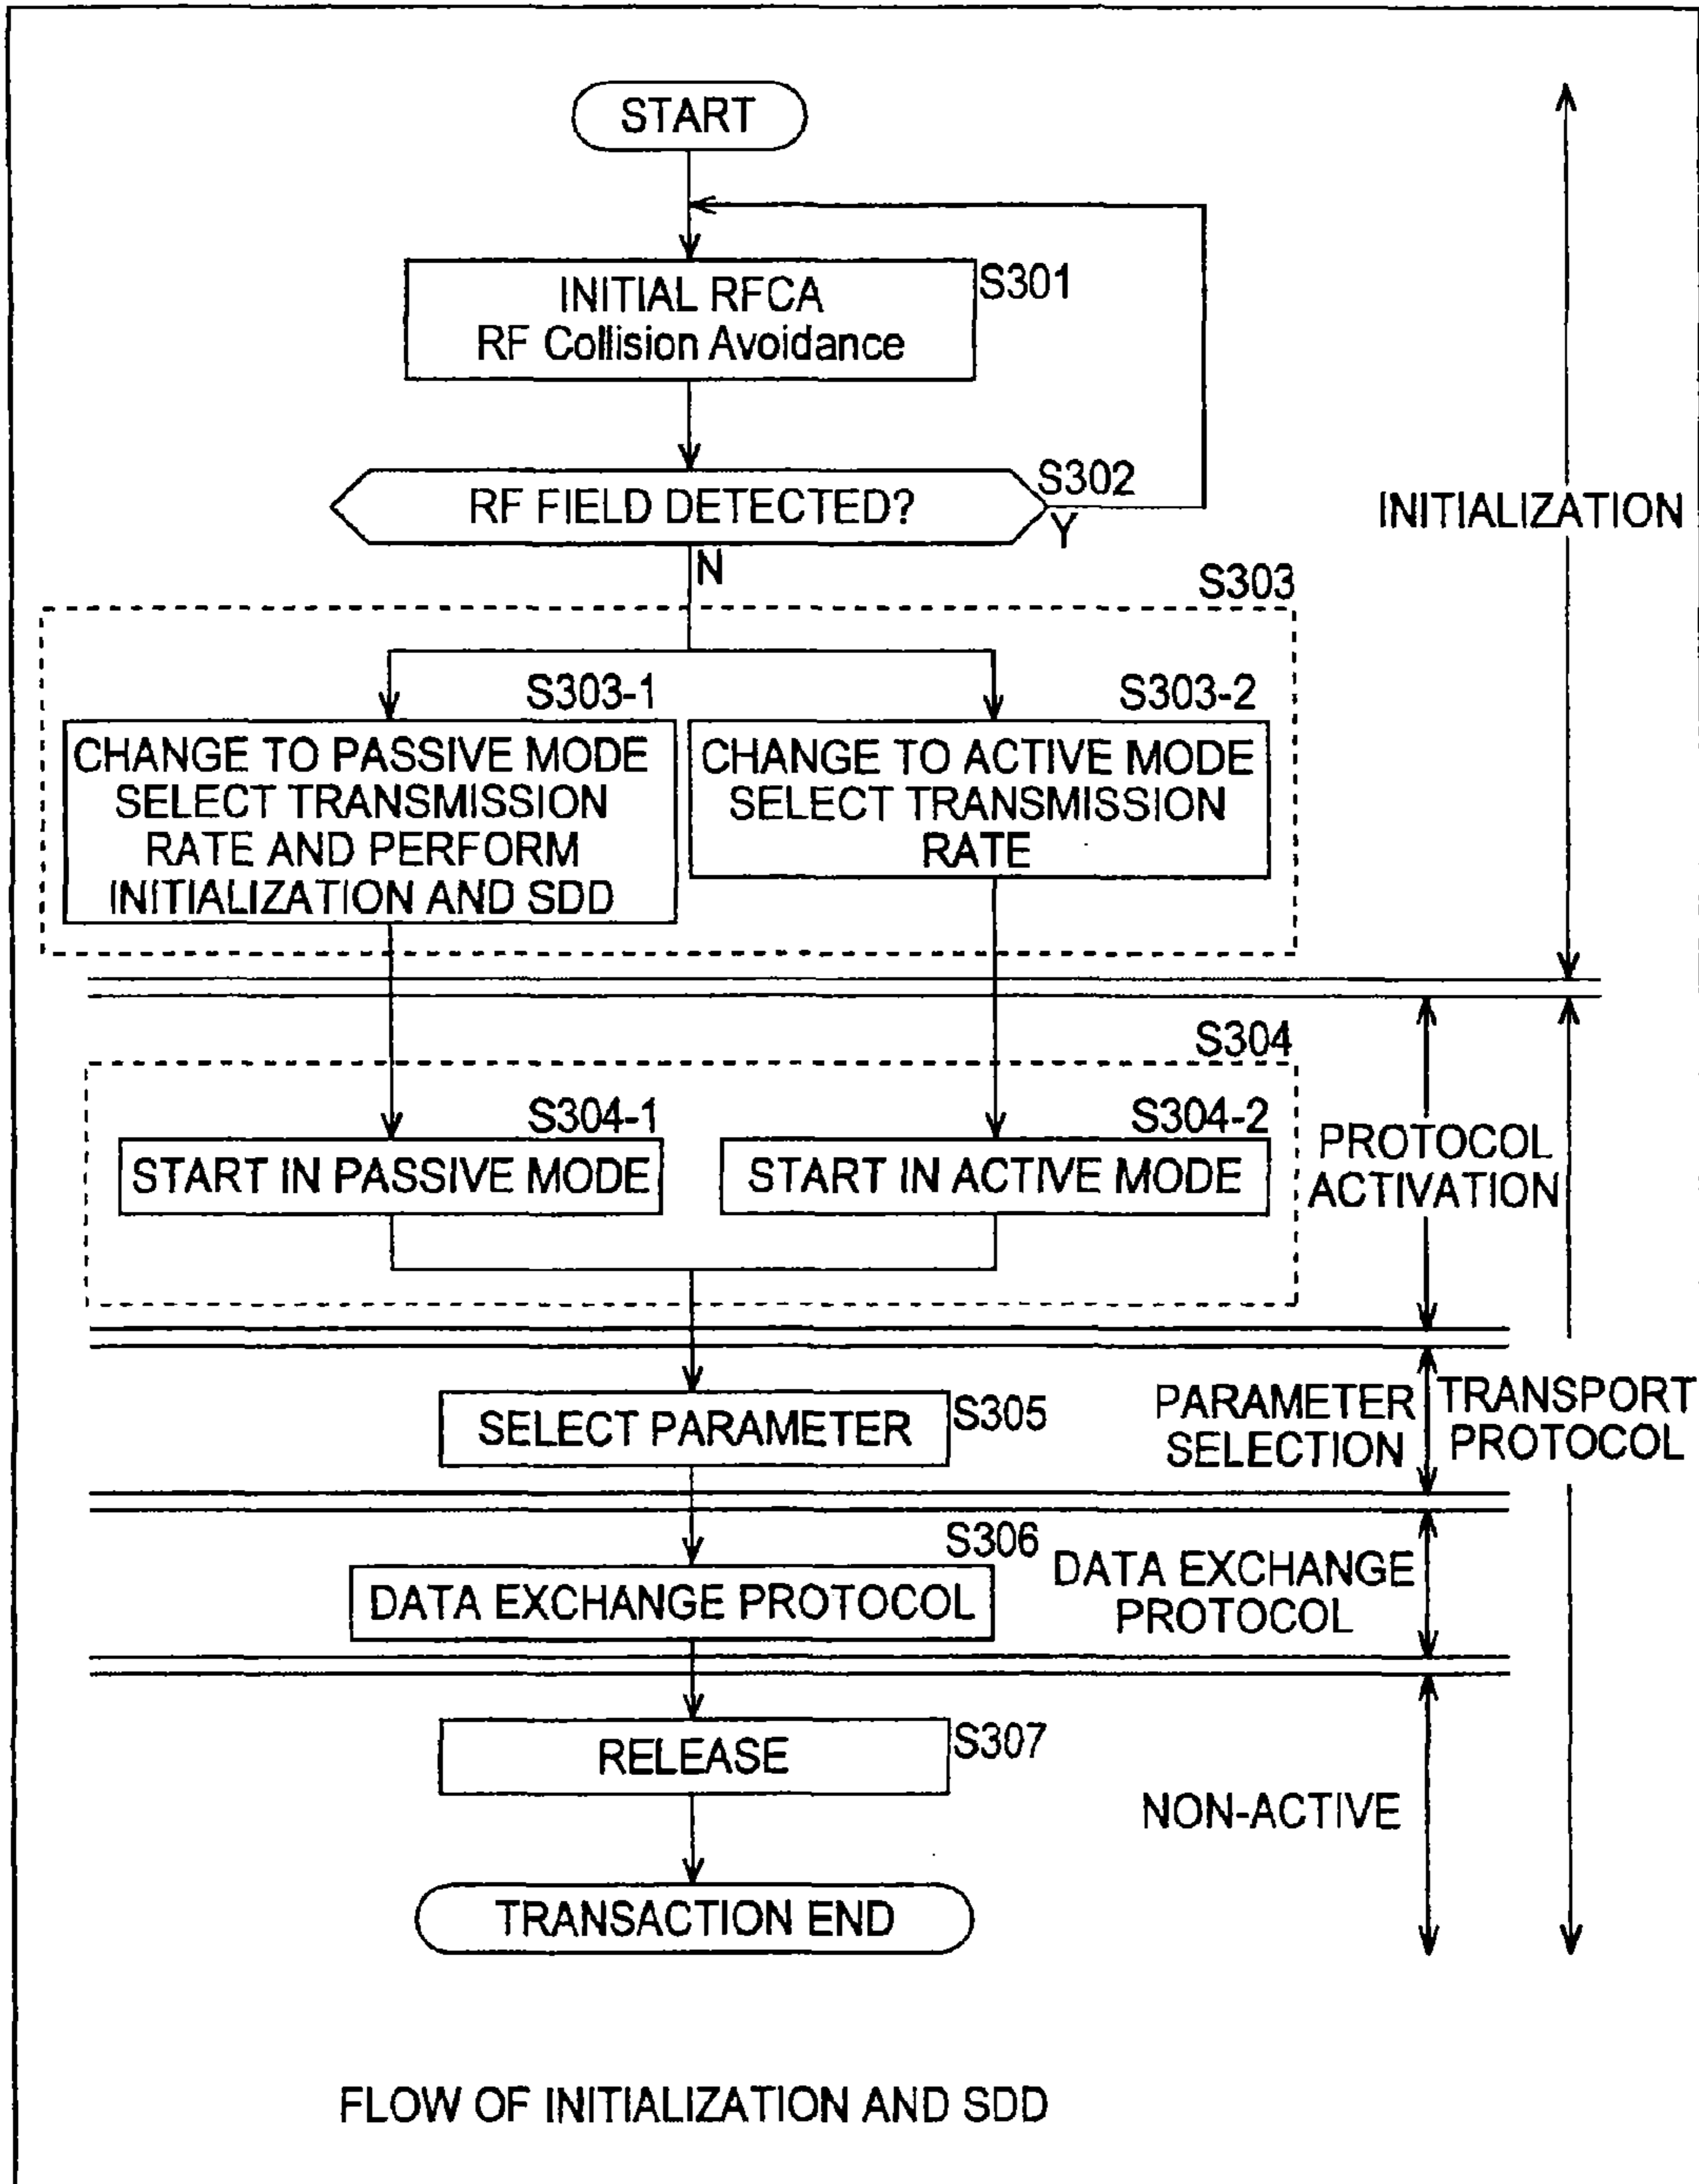 START
INITIAL RFCA
RF Collision Avoidance
S301
RF FIELD DETECTED?
S302
Y
N
INITIALIZATION
S303
S303-1
CHANGE TO PASSIVE MODE
SELECT TRANSMISSION
RATE AND PERFORM
INITIALIZATION AND SDD
S303-2
CHANGE TO ACTIVE MODE
SELECT TRANSMISSION
RATE
S304
S304-1
START IN PASSIVE MODE
S304-2
START IN ACTIVE MODE
PROTOCOL
ACTIVATION
SELECT PARAMETER
S305
PARAMETER
SELECTION
TRANSPORT
PROTOCOL
S306
DATA EXCHANGE PROTOCOL
DATA EXCHANGE
PROTOCOL
RELEASE
S307
NON-ACTIVE
TRANSACTION END
FLOW OF INITIALIZATION AND SDD